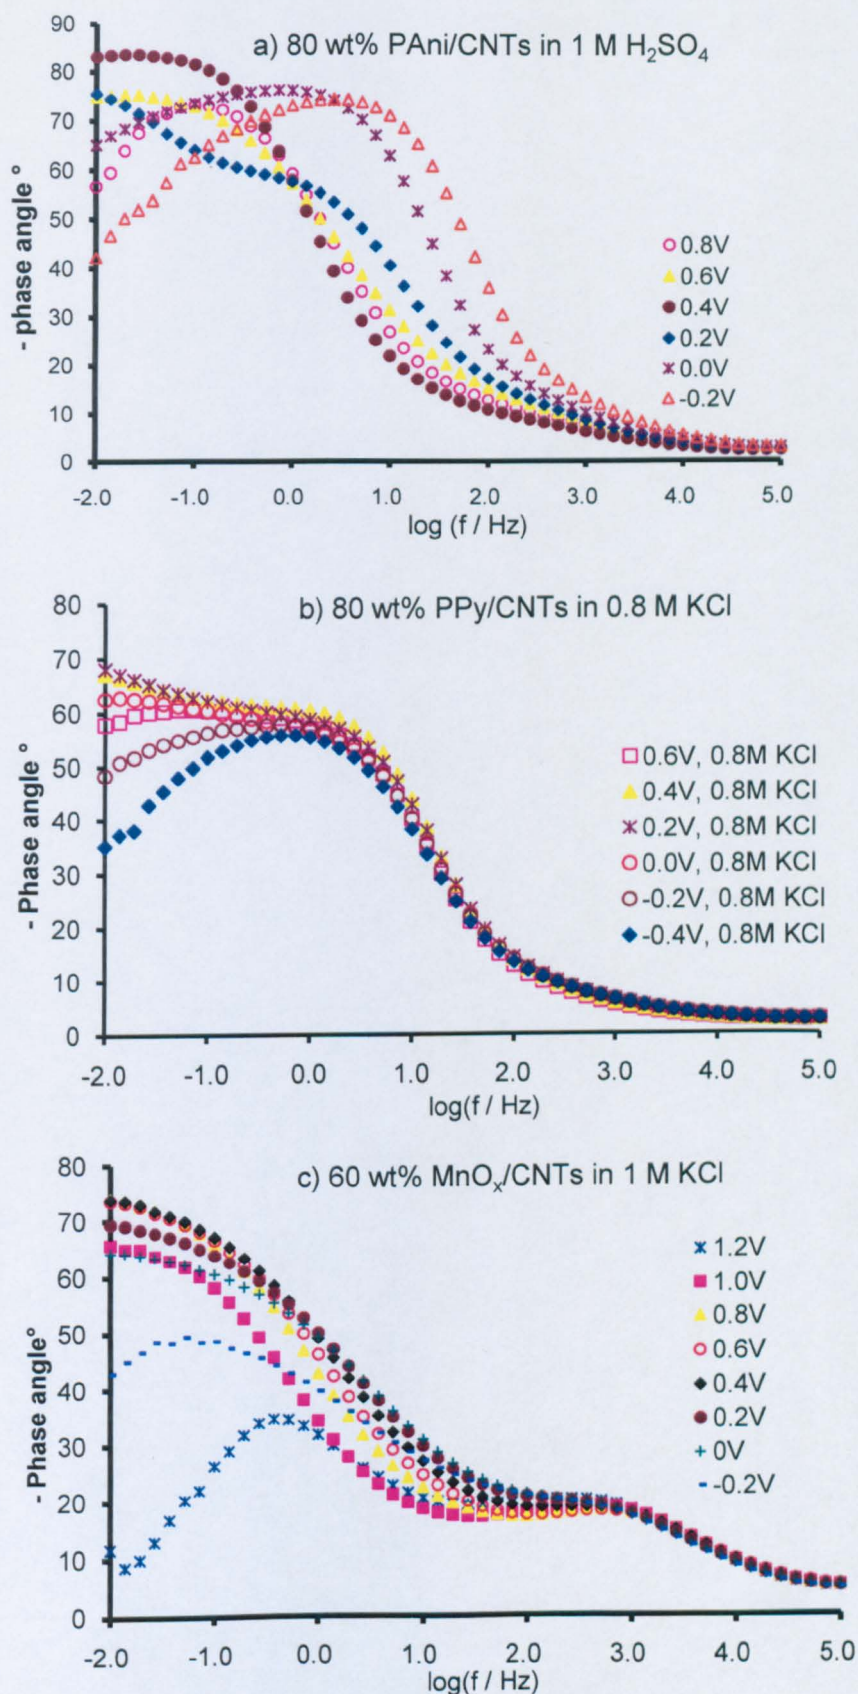 a) 80 wt% PAni/CNTs in 1 M H₂SO₄
- phase angle °
90
80
70
60
50
40
30
20
10
0
0.8V
0.6V
0.4V
0.2V
0.0V
-0.2V
-2.0 -1.0 0.0 1.0 2.0 3.0 4.0 5.0
log (f / Hz)
b) 80 wt% PPy/CNTs in 0.8 M KCl
- Phase angle °
80
70
60
50
40
30
20
10
0
0.6V, 0.8M KCl
0.4V, 0.8M KCl
0.2V, 0.8M KCl
0.0V, 0.8M KCl
-0.2V, 0.8M KCl
-0.4V, 0.8M KCl
-2.0 -1.0 0.0 1.0 2.0 3.0 4.0 5.0
log(f / Hz)
c) 60 wt% MnOₓ/CNTs in 1 M KCl
- Phase angle°
80
70
60
50
40
30
20
10
0
1.2V
1.0V
0.8V
0.6V
0.4V
0.2V
0V
-0.2V
-2.0 -1.0 0.0 1.0 2.0 3.0 4.0 5.0
log(f / Hz)